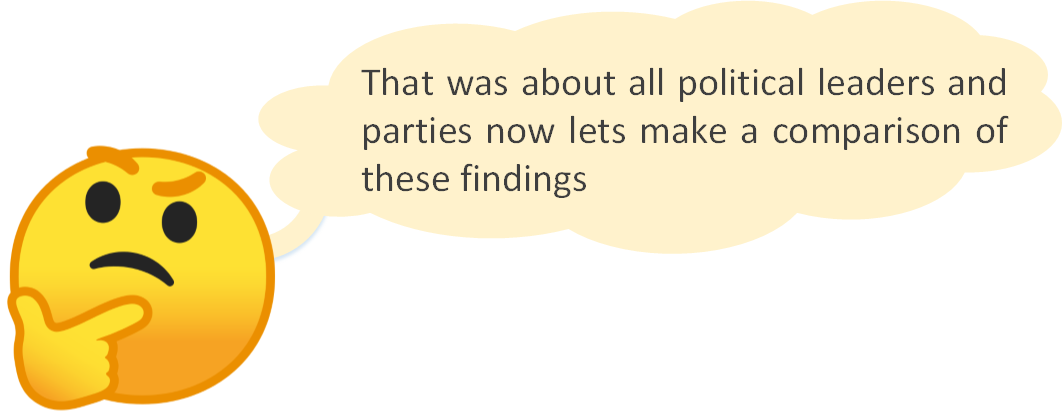 That was about all political leaders and
parties now lets make a comparison of
these findings